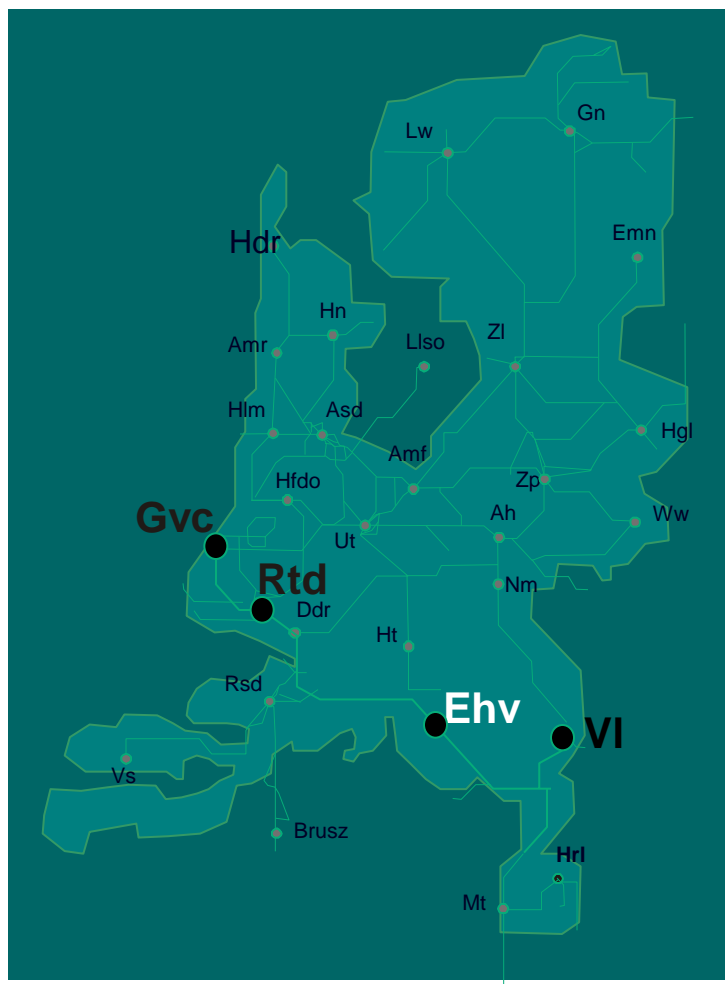 Gn
Lw
Emn
Hdr
Hn
Amr
Llso
Zl
Hlm
Asd
Hgl
Amf
Hfdo
Zp
Gvc
Ut
Ah
Ww
Rtd
Nm
Ddr
Ht
Rsd
Ehv
Vl
Vs
Brusz
Hrl
Mt